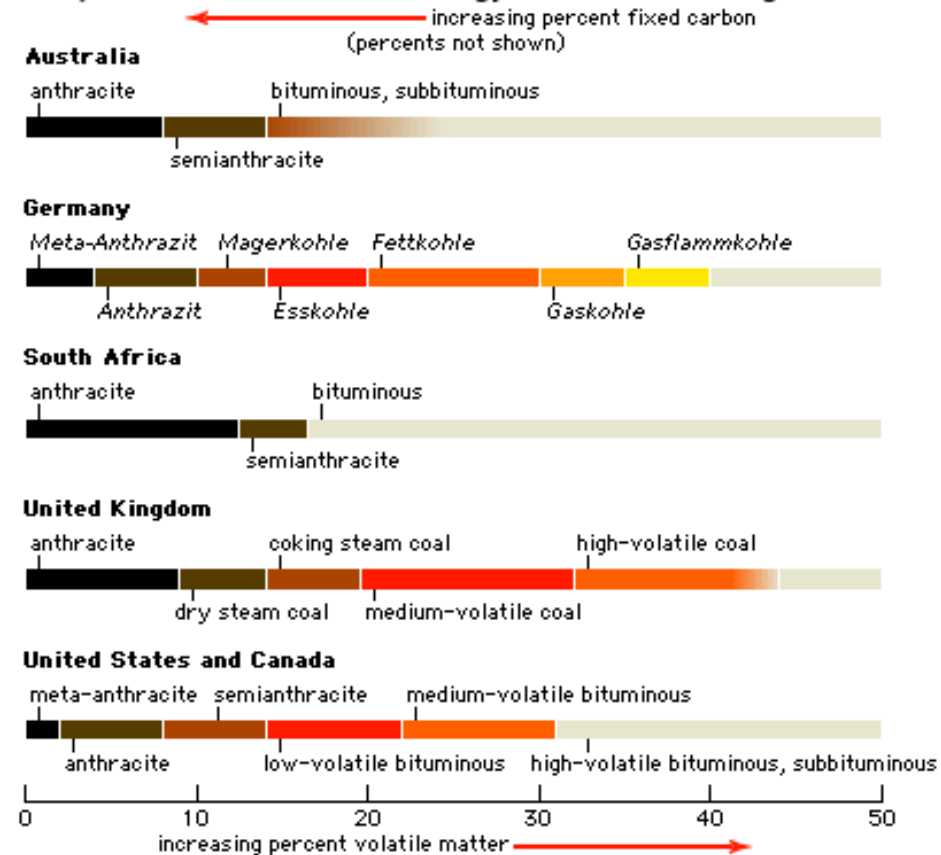 increasing percent fixed carbon
(percents not shown)
Australia
anthracite bituminous, subbituminous
semianthracite
Germany
Meta-Anthrazit Magerkohle Fettkohle Gasflammkohle
Anthrazit Esskohle Gaskohle
South Africa
anthracite bituminous
semianthracite
United Kingdom
anthracite coking steam coal high-volatile coal
dry steam coal medium-volatile coal
United States and Canada
meta-anthracite semianthracite medium-volatile bituminous
anthracite low-volatile bituminous high-volatile bituminous, subbituminous
0 10 20 30 40 50
increasing percent volatile matter